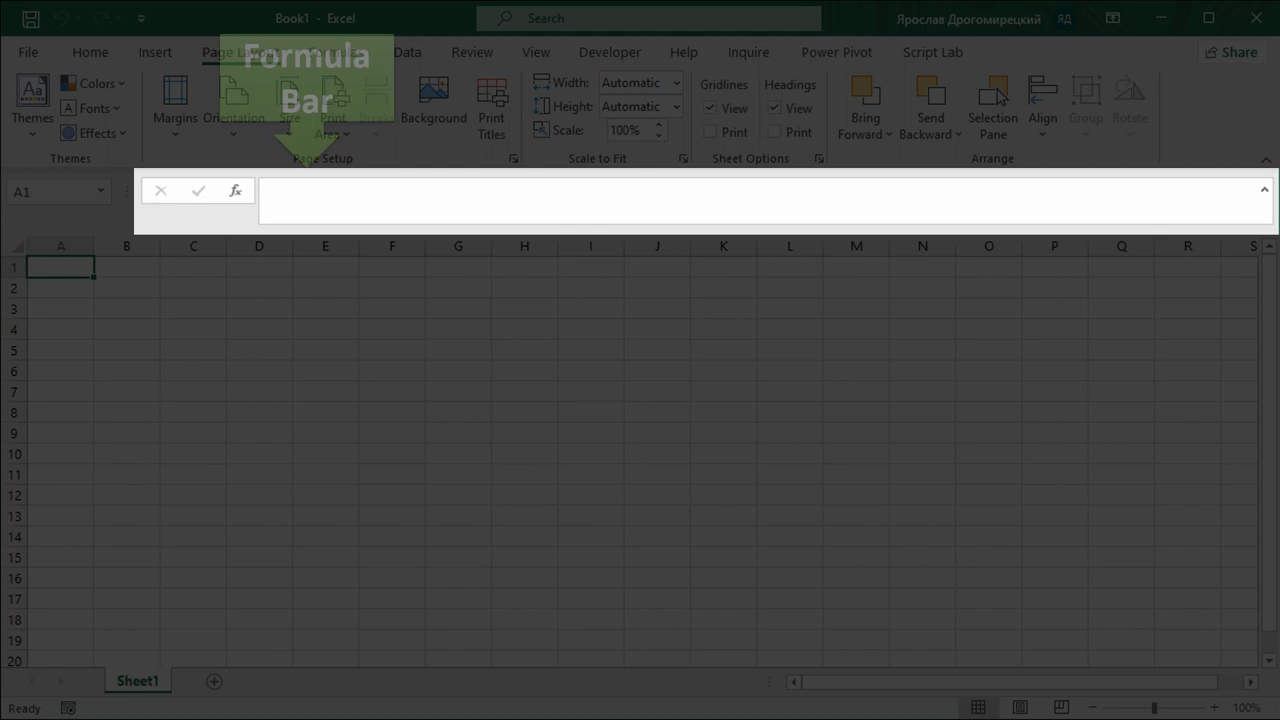 Book1 - Excel
Search
Ярослав Дрогомирецкий
ЯД
File Home Insert Page Layout Formulas Data Review View Developer Help Inquire Power Pivot Script Lab Share
Formula
Bar
Aa
Themes
Colors
Fonts
Effects
Themes
Margins
Orientation
Size
Print
Area
Breaks
Background
Print
Titles
Page Setup
Width: Automatic
Height: Automatic
Scale: 100%
Scale to Fit
Gridlines Headings
View View
Print Print
Sheet Options
Bring
Forward
Send
Backward
Selection
Pane
Align
Group
Rotate
Arrange
A1
fx
A B C D E F G H I J K L M N O P Q R S
1
2
3
4
5
6
7
8
9
10
11
12
13
14
15
16
17
18
19
20
Sheet1
Ready
100%